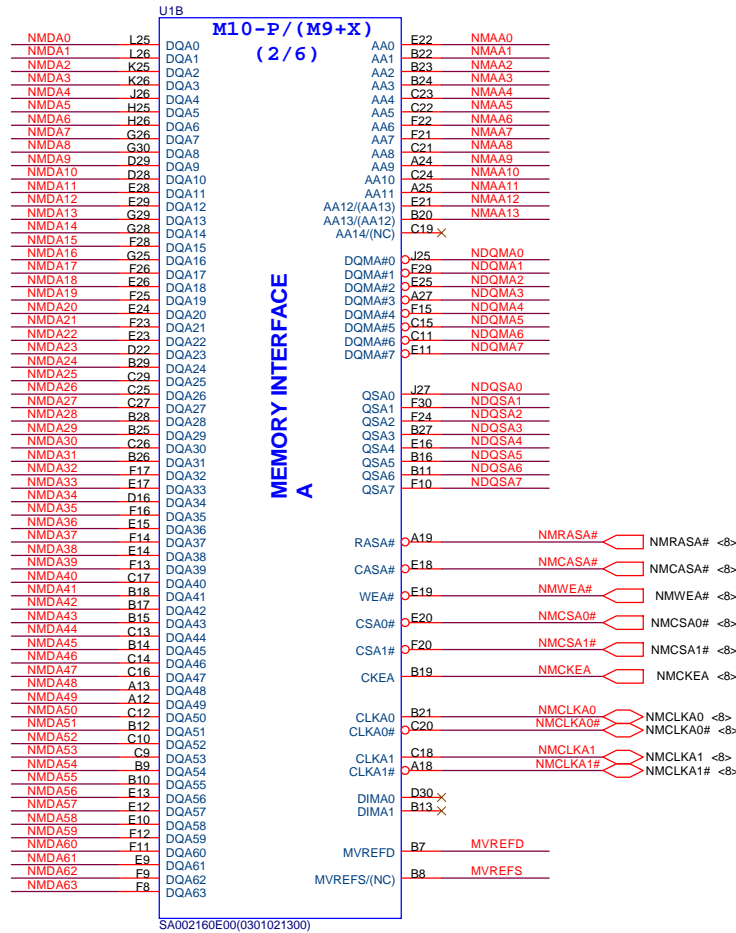 U1B
M10-P/(M9+X)
(2/6)
NMDA0 L25 DQA0 AA0 E22 NMAA0
NMDA1 L26 DQA1 AA1 B22 NMAA1
NMDA2 K25 DQA2 AA2 B23 NMAA2
NMDA3 K26 DQA3 AA3 B24 NMAA3
NMDA4 J26 DQA4 AA4 C23 NMAA4
NMDA5 H25 DQA5 AA5 C22 NMAA5
NMDA6 H26 DQA6 AA6 F22 NMAA6
NMDA7 G26 DQA7 AA7 F21 NMAA7
NMDA8 G30 DQA8 AA8 C21 NMAA8
NMDA9 D29 DQA9 AA9 A24 NMAA9
NMDA10 D28 DQA10 AA10 C24 NMAA10
NMDA11 E28 DQA11 AA11 A25 NMAA11
NMDA12 E29 DQA12 AA12/(AA13) E21 NMAA12
NMDA13 G29 DQA13 AA13/(AA12) B20 NMAA13
NMDA14 G28 DQA14 AA14/(NC) C19
NMDA15 F28 DQA15
NMDA16 G25 DQA16 DQMA#0 J25 NDQMA0
NMDA17 F26 DQA17 DQMA#1 F29 NDQMA1
NMDA18 E26 DQA18 DQMA#2 E25 NDQMA2
NMDA19 F25 DQA19 DQMA#3 A27 NDQMA3
NMDA20 E24 DQA20 DQMA#4 F15 NDQMA4
NMDA21 F23 DQA21 DQMA#5 C15 NDQMA5
NMDA22 E23 DQA22 DQMA#6 C11 NDQMA6
NMDA23 D22 DQA23 DQMA#7 E11 NDQMA7
NMDA24 B29 DQA24
NMDA25 C29 DQA25
NMDA26 C25 DQA26 QSA0 J27 NDQSA0
NMDA27 C27 DQA27 QSA1 F30 NDQSA1
NMDA28 B28 DQA28 QSA2 F24 NDQSA2
NMDA29 B25 DQA29 QSA3 B27 NDQSA3
NMDA30 C26 DQA30 QSA4 E16 NDQSA4
NMDA31 B26 DQA31 QSA5 B16 NDQSA5
NMDA32 F17 DQA32 QSA6 B11 NDQSA6
NMDA33 E17 DQA33 QSA7 F10 NDQSA7
MEMORY INTERFACE
A
NMDA34 D16 DQA34
NMDA35 F16 DQA35
NMDA36 E15 DQA36
NMDA37 F14 DQA37 RASA# A19 NMRASA# NMRASA# <8>
NMDA38 E14 DQA38
NMDA39 F13 DQA39 CASA# E18 NMCASA# NMCASA# <8>
NMDA40 C17 DQA40
NMDA41 B18 DQA41 WEA# E19 NMWEA# NMWEA# <8>
NMDA42 B17 DQA42
NMDA43 B15 DQA43 CSA0# E20 NMCSA0# NMCSA0# <8>
NMDA44 C13 DQA44
NMDA45 B14 DQA45 CSA1# F20 NMCSA1# NMCSA1# <8>
NMDA46 C14 DQA46
NMDA47 C16 DQA47 CKEA B19 NMCKEA NMCKEA <8>
NMDA48 A13 DQA48
NMDA49 A12 DQA49
NMDA50 C12 DQA50 CLKA0 B21 NMCLKA0 NMCLKA0 <8>
NMDA51 B12 DQA51 CLKA0# C20 NMCLKA0# NMCLKA0# <8>
NMDA52 C10 DQA52
NMDA53 C9 DQA53 CLKA1 C18 NMCLKA1 NMCLKA1 <8>
NMDA54 B9 DQA54 CLKA1# A18 NMCLKA1# NMCLKA1# <8>
NMDA55 B10 DQA55
NMDA56 E13 DQA56 DIMA0 D30
NMDA57 E12 DQA57 DIMA1 B13
NMDA58 E10 DQA58
NMDA59 F12 DQA59
NMDA60 F11 DQA60 MVREFD B7 MVREFD
NMDA61 E9 DQA61
NMDA62 F9 DQA62 MVREFS/(NC) B8 MVREFS
NMDA63 F8 DQA63
SA002160E00(0301021300)